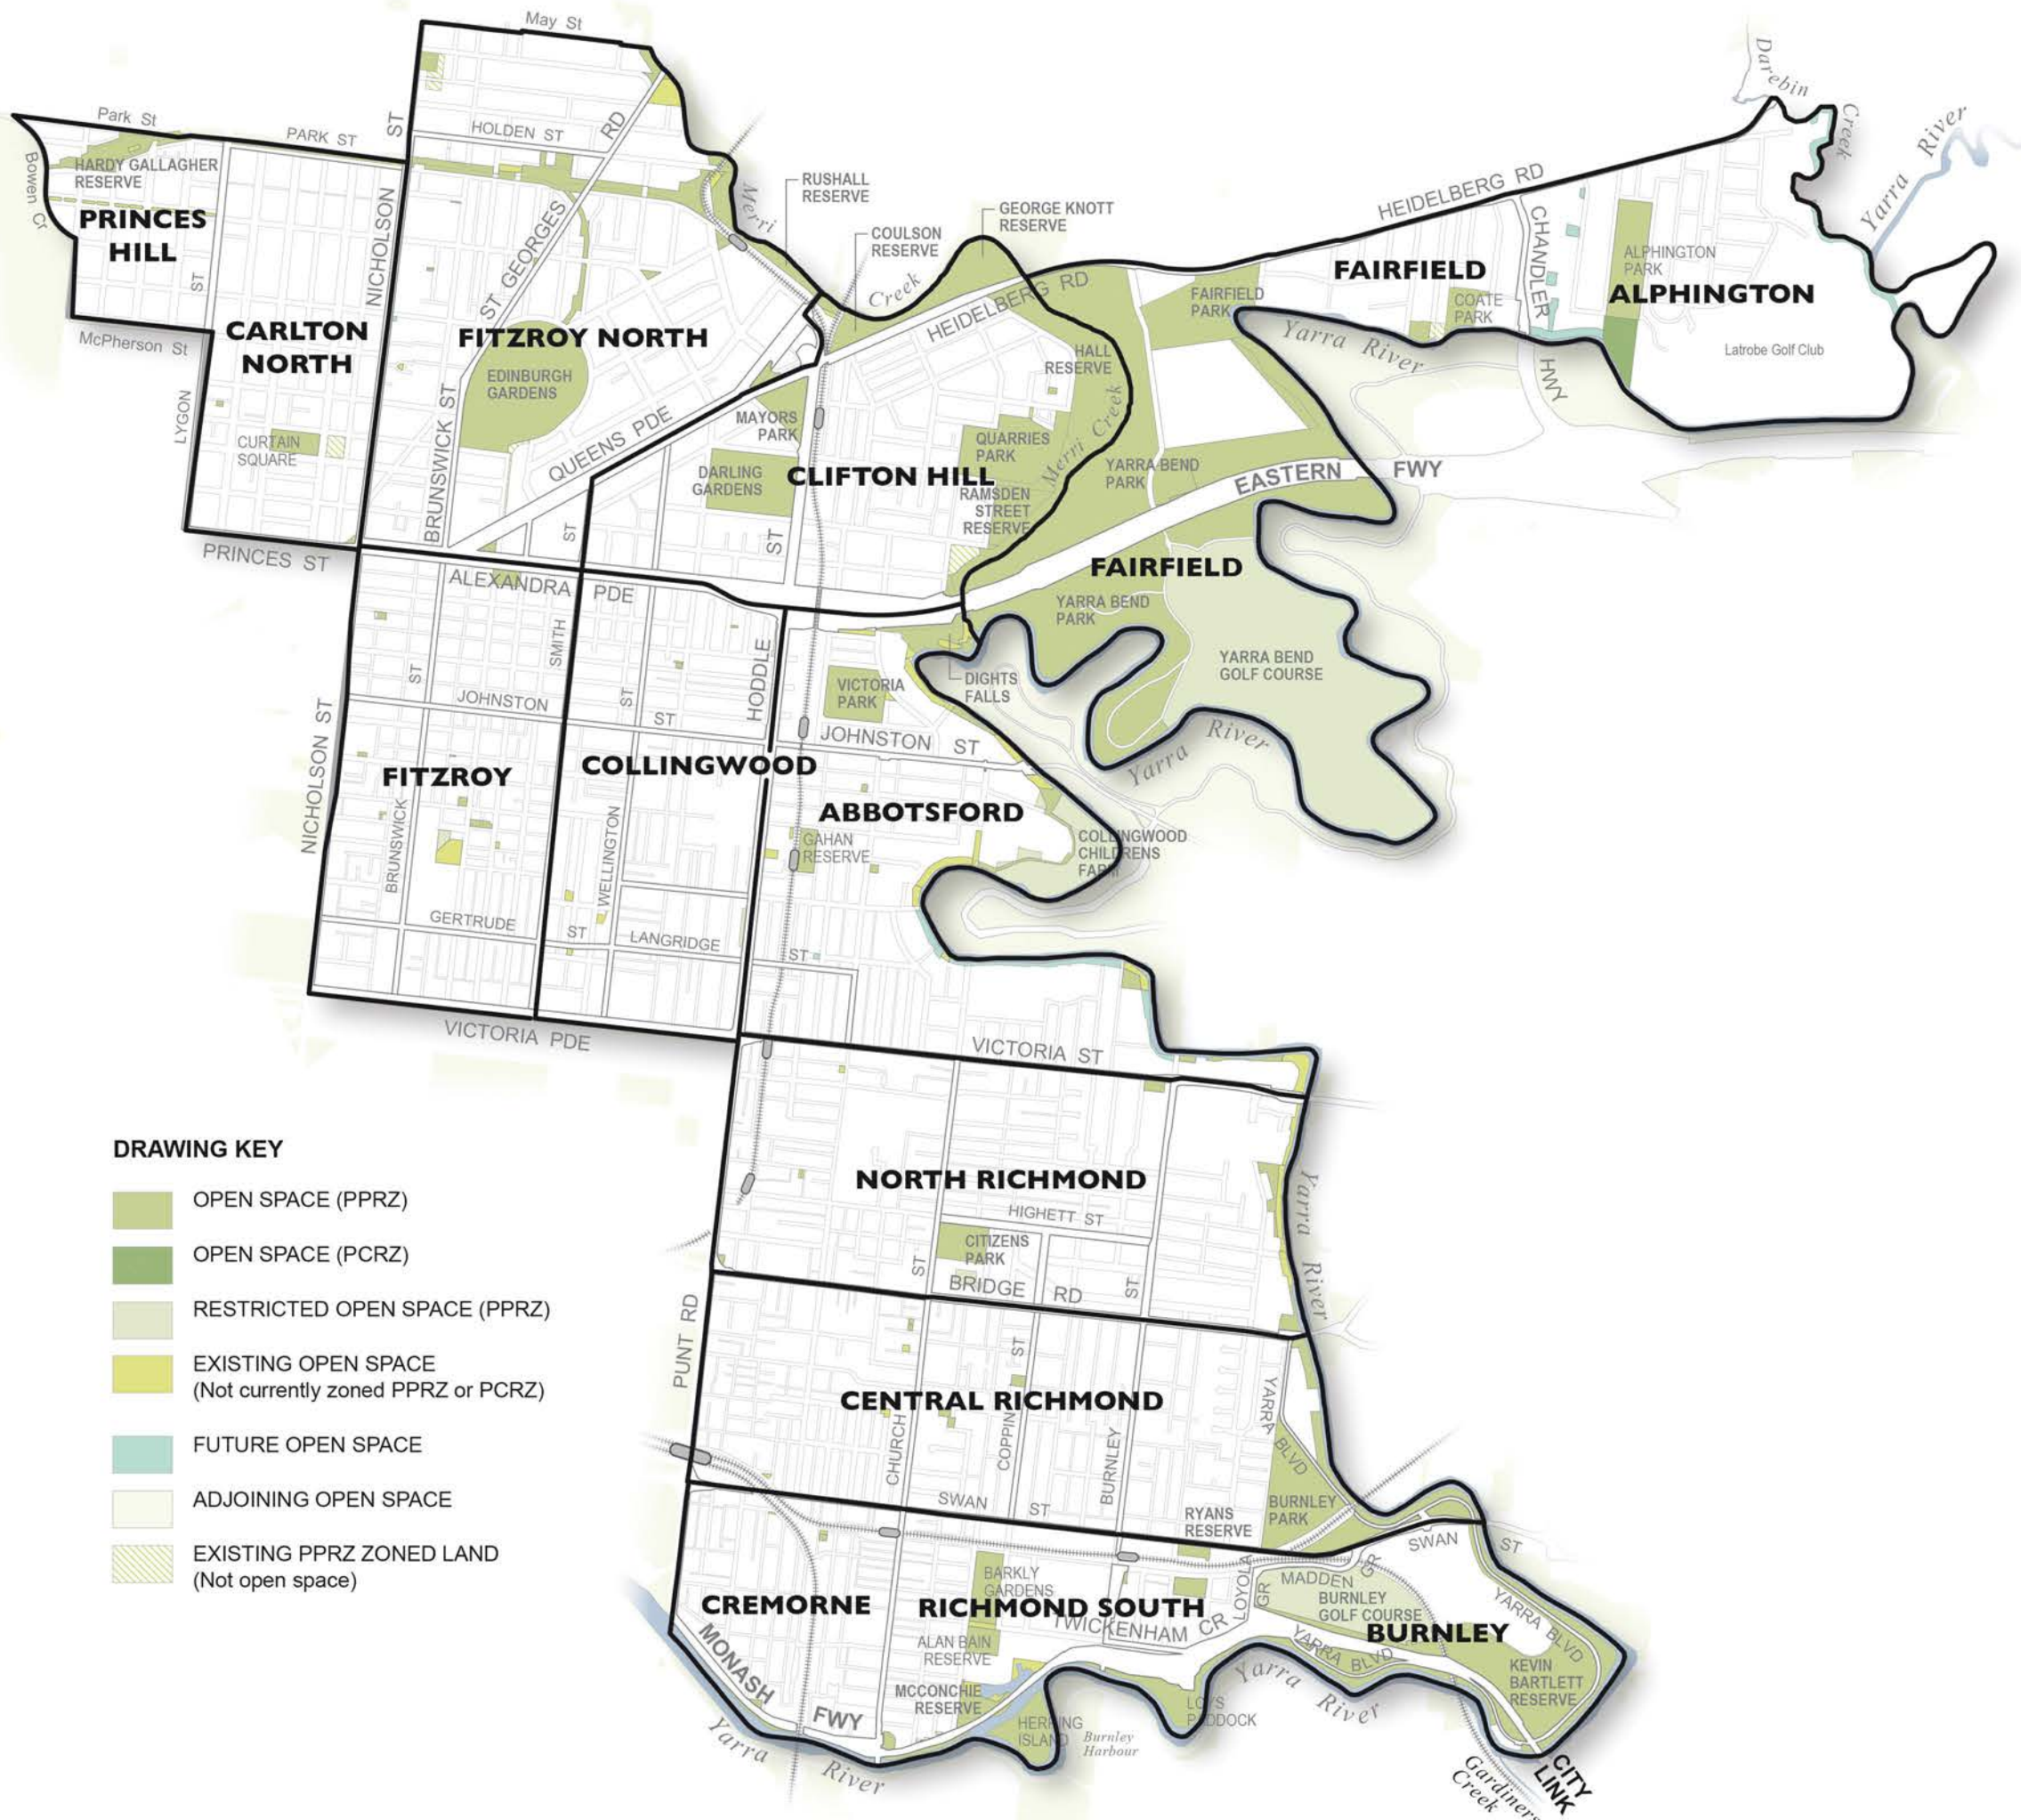 May St
Park St
PARK ST
ST
HOLDEN ST
RD
Darebin
Creek
Yarra River
Bowen Cr
HARDY GALLAGHER
RESERVE
PRINCES
HILL
ST
NICHOLSON
ST GEORGES
Merri
Creek
RUSHALL
RESERVE
COULSON
RESERVE
GEORGE KNOTT
RESERVE
HEIDELBERG RD
HEIDELBERG RD
CHANDLER
HWY
FAIRFIELD
FAIRFIELD
PARK
COATE
PARK
ALPHINGTON
PARK
ALPHINGTON
Latrobe Golf Club
Yarra River
McPherson St
CARLTON
NORTH
FITZROY NORTH
EDINBURGH
GARDENS
LYGON
CURTAIN
SQUARE
BRUNSWICK ST
QUEENS PDE
MAYORS
PARK
DARLING
GARDENS
CLIFTON HILL
HALL
RESERVE
QUARRIES
PARK
Merri Creek
RAMSDEN
STREET
RESERVE
YARRA BEND
PARK
EASTERN FWY
ST
ST
PRINCES ST
ALEXANDRA PDE
FAIRFIELD
YARRA BEND
PARK
YARRA BEND
GOLF COURSE
SMITH
ST
ST
HODDLE
VICTORIA
PARK
DIGHTS
FALLS
JOHNSTON
ST
JOHNSTON ST
Yarra River
NICHOLSON ST
FITZROY
COLLINGWOOD
ABBOTSFORD
BRUNSWICK
WELLINGTON
GAHAN
RESERVE
COLLINGWOOD
CHILDRENS
FARM
GERTRUDE
ST
LANGRIDGE
ST
VICTORIA PDE
VICTORIA ST
DRAWING KEY
OPEN SPACE (PPRZ)
OPEN SPACE (PCRZ)
RESTRICTED OPEN SPACE (PPRZ)
EXISTING OPEN SPACE
(Not currently zoned PPRZ or PCRZ)
FUTURE OPEN SPACE
ADJOINING OPEN SPACE
EXISTING PPRZ ZONED LAND
(Not open space)
NORTH RICHMOND
HIGHETT ST
CITIZENS
PARK
ST
BRIDGE RD
ST
Yarra River
PUNT RD
CENTRAL RICHMOND
CHURCH
COPPIN
ST
BURNLEY
YARRA BLVD
SWAN
ST
RYANS
RESERVE
BURNLEY
PARK
SWAN
ST
BARKLY
GARDENS
CREMORNE
RICHMOND SOUTH
TWICKENHAM CR
LOYOLA
GR
MADDEN
GR
BURNLEY
GOLF COURSE
BURNLEY
YARRA BLVD
YARRA BLVD
KEVIN
BARTLETT
RESERVE
ALAN BAIN
RESERVE
MCCONCHIE
RESERVE
MONASH
FWY
HERRING
ISLAND
Burnley
Harbour
LOYS
PADDOCK
Yarra River
Yarra River
Gardiners
Creek
CITY
LINK